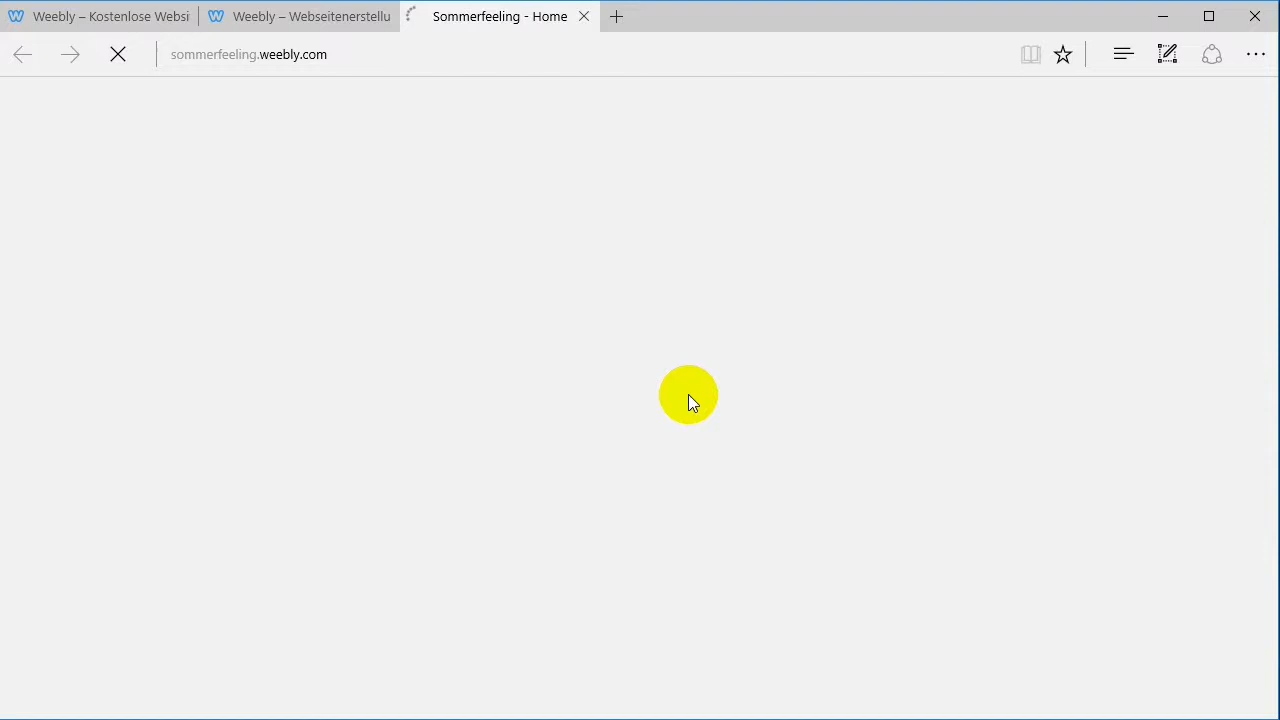 Weebly – Kostenlose Websi
Weebly – Webseitenerstellu
Sommerfeeling - Home
sommerfeeling.weebly.com